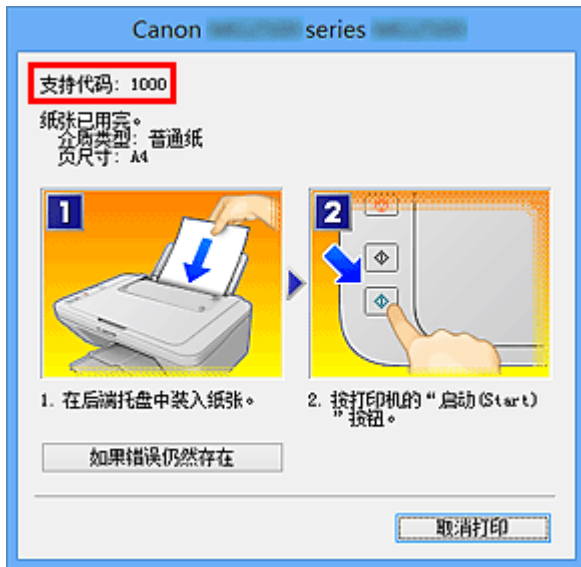 Canon series
支持代码: 1000
纸张已用完。
介质类型: 普通纸
页尺寸: A4
1
2
1. 在后端托盘中装入纸张。
2. 按打印机的“启动(Start)
”按钮。
如果错误仍然存在
取消打印